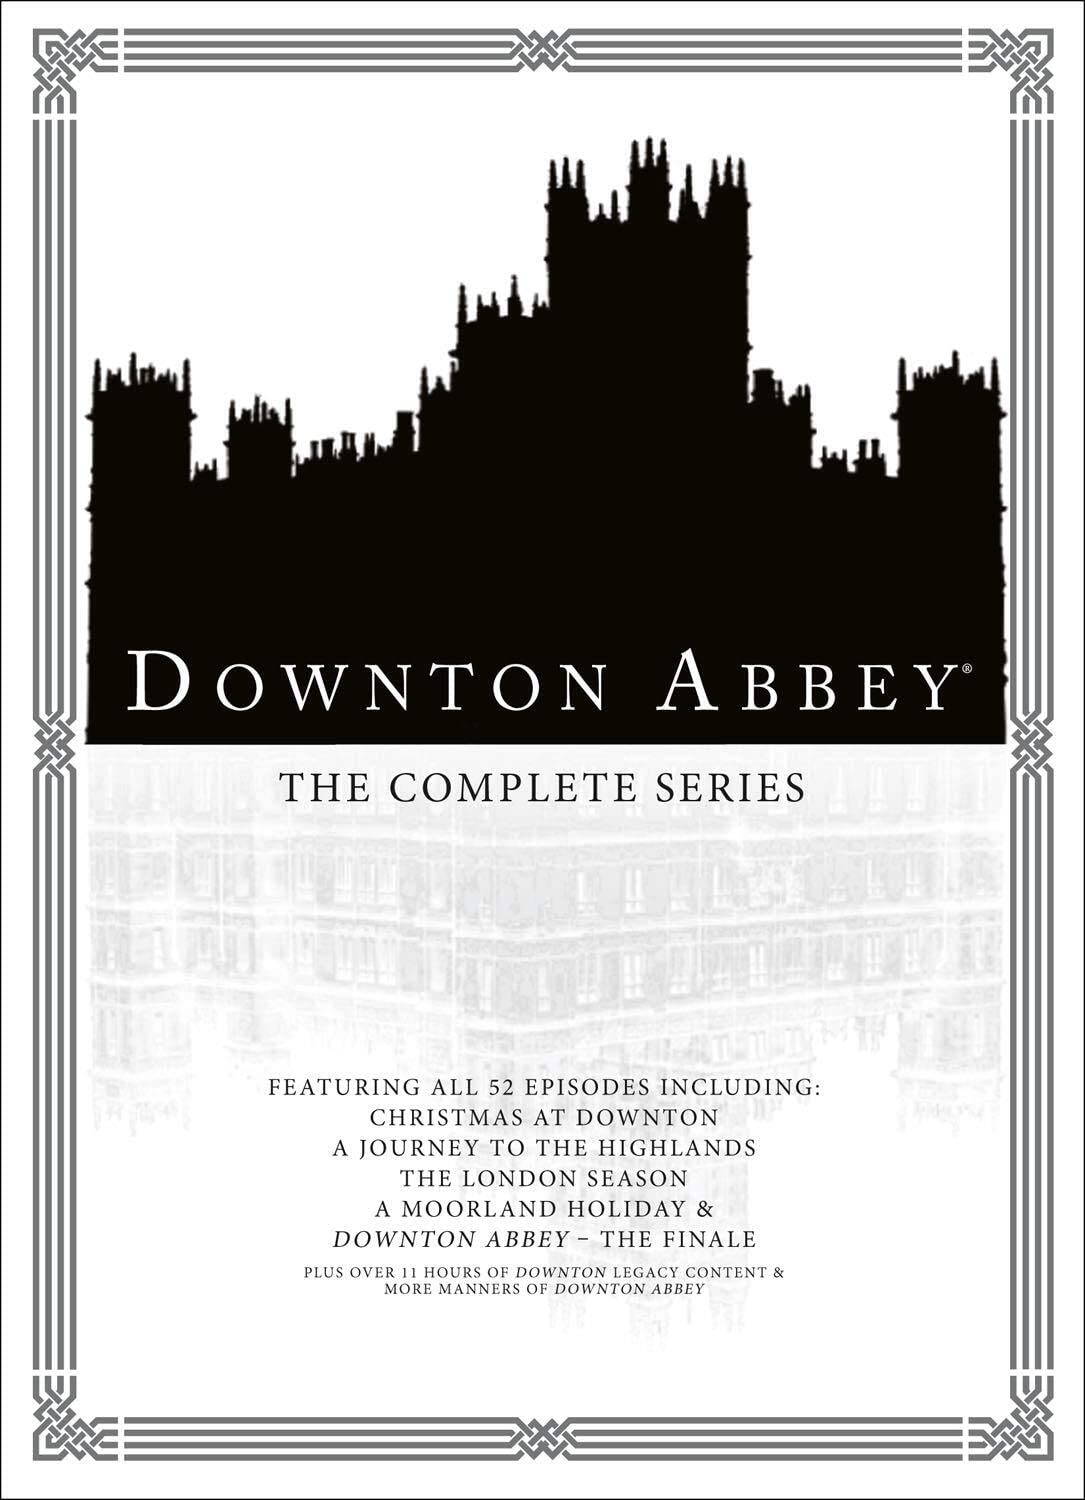 DOWNTON ABBEY®
THE COMPLETE SERIES
FEATURING ALL 52 EPISODES INCLUDING:
CHRISTMAS AT DOWNTON
A JOURNEY TO THE HIGHLANDS
THE LONDON SEASON
A MOORLAND HOLIDAY &
DOWNTON ABBEY – THE FINALE
PLUS OVER 11 HOURS OF DOWNTON LEGACY CONTENT &
MORE MANNERS OF DOWNTON ABBEY